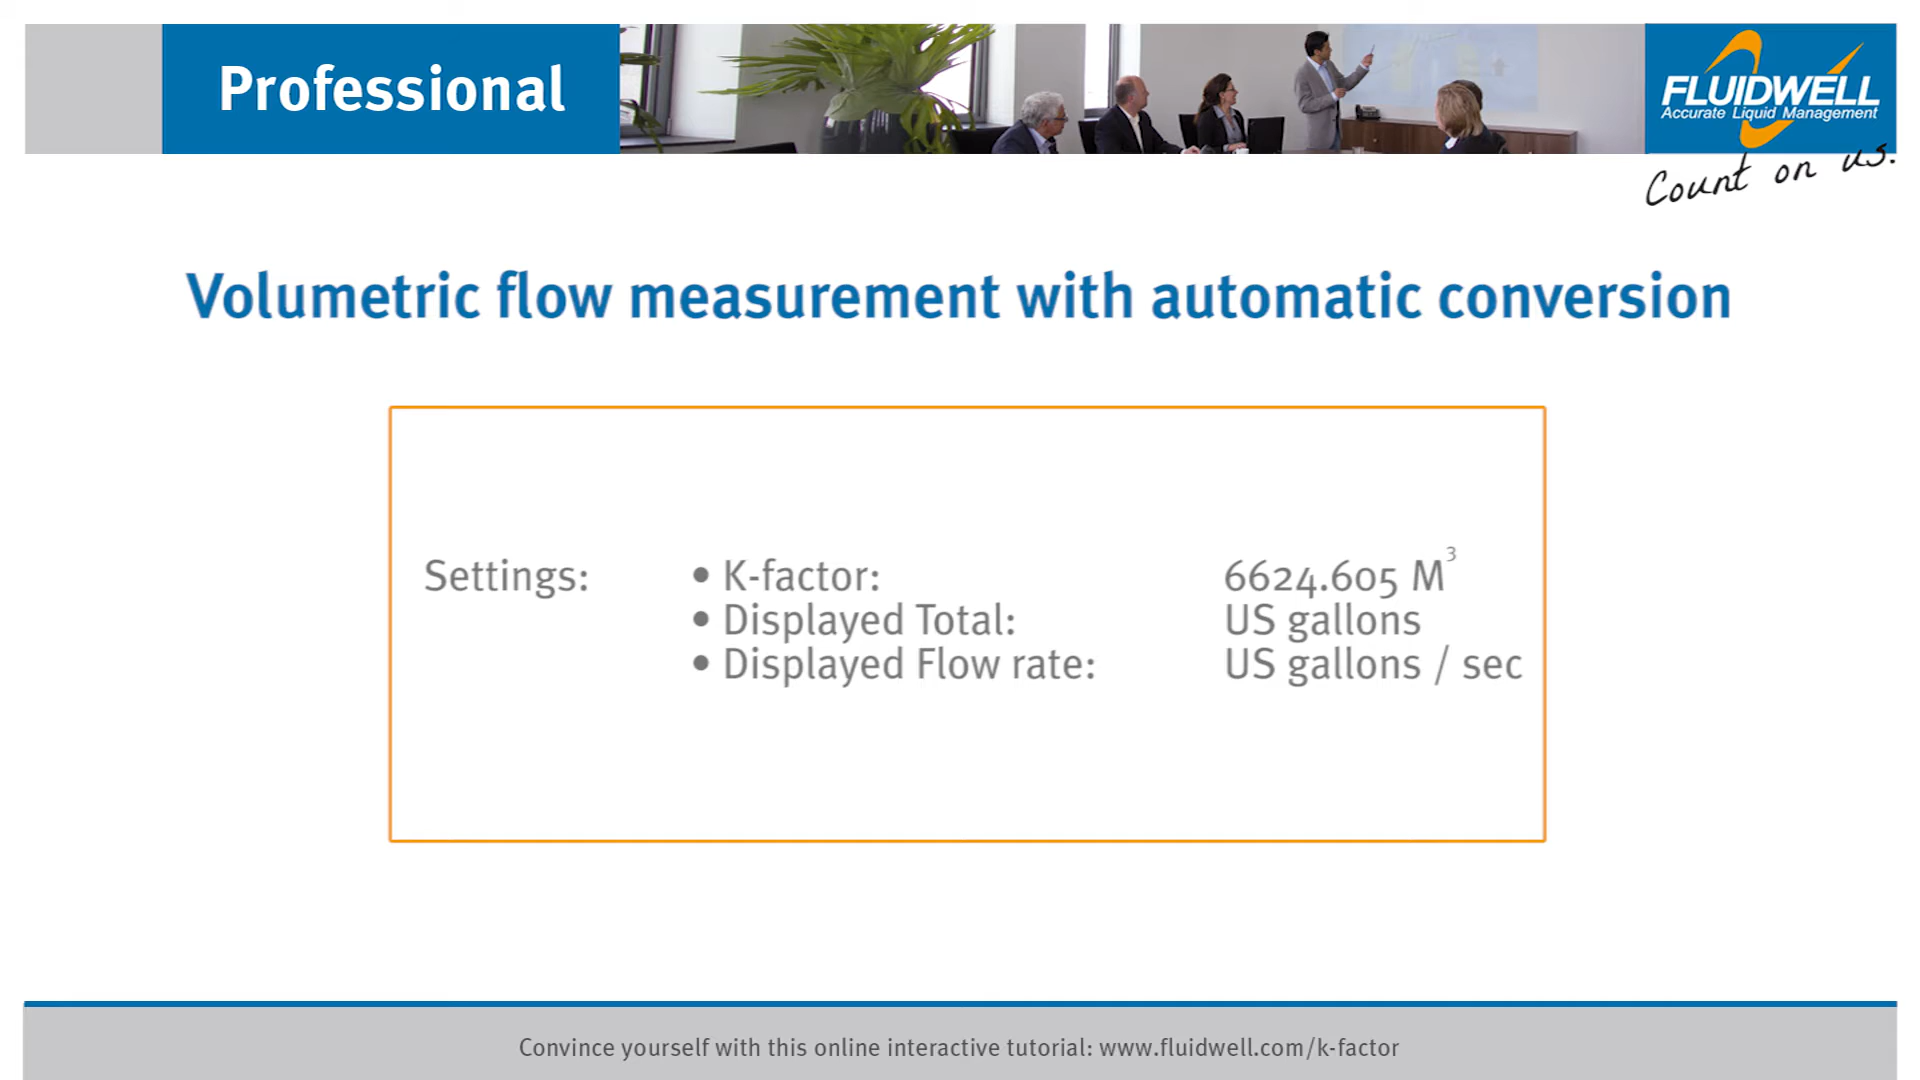 Professional
FLUIDWELL
Accurate Liquid Management
Count on us.
Volumetric flow measurement with automatic conversion
Settings: • K-factor: 6624.605 M³
• Displayed Total: US gallons
• Displayed Flow rate: US gallons / sec
Convince yourself with this online interactive tutorial: www.fluidwell.com/k-factor